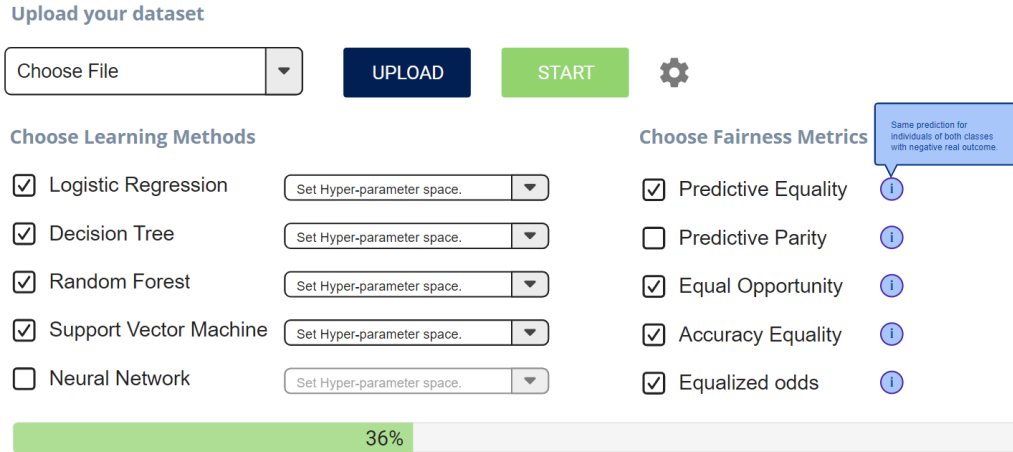 Upload your dataset
Choose File
UPLOAD
START
Choose Learning Methods
Choose Fairness Metrics
Same prediction for
individuals of both classes
with negative real outcome.
Logistic Regression
Set Hyper-parameter space.
Predictive Equality
i
Decision Tree
Set Hyper-parameter space.
Predictive Parity
i
Random Forest
Set Hyper-parameter space.
Equal Opportunity
i
Support Vector Machine
Set Hyper-parameter space.
Accuracy Equality
i
Neural Network
Set Hyper-parameter space.
Equalized odds
i
36%